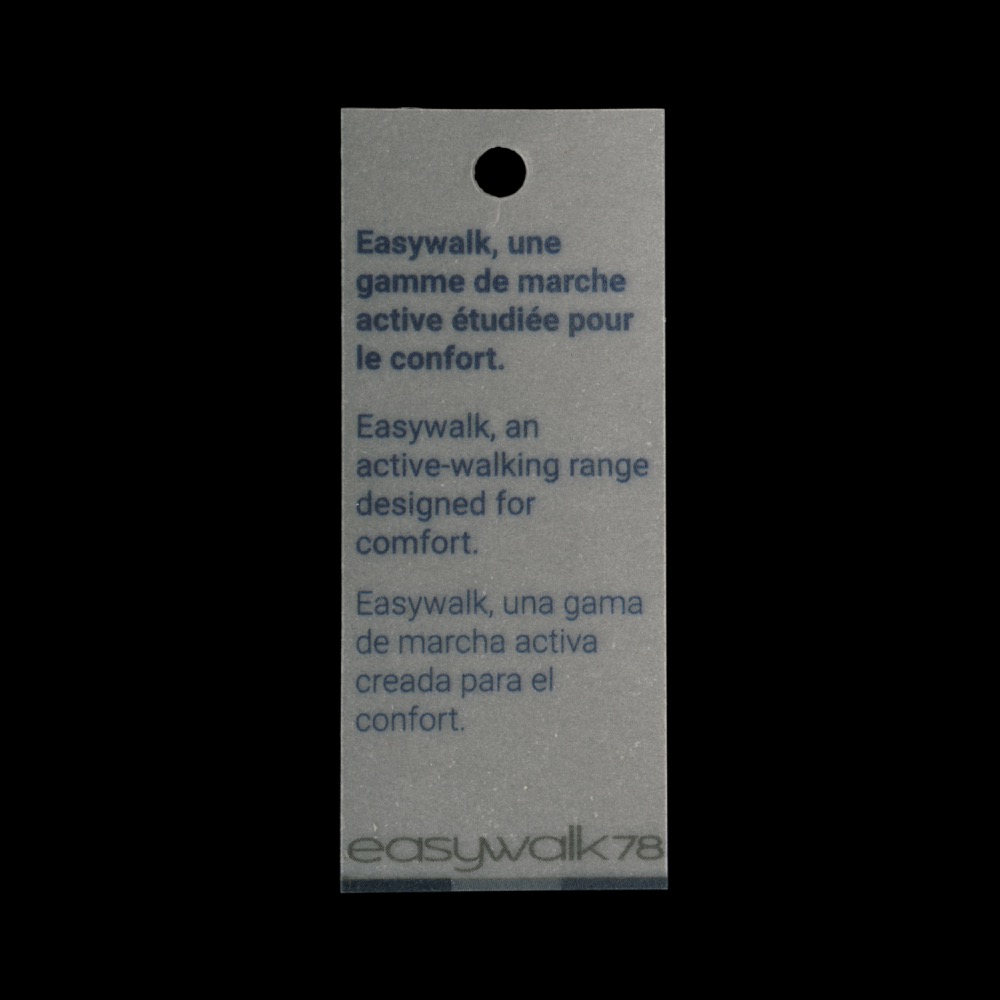 Easywalk, une
gamme de marche
active étudiée pour
le confort.
Easywalk, an
active-walking range
designed for
comfort.
Easywalk, una gama
de marcha activa
creada para el
confort.
easywalk78